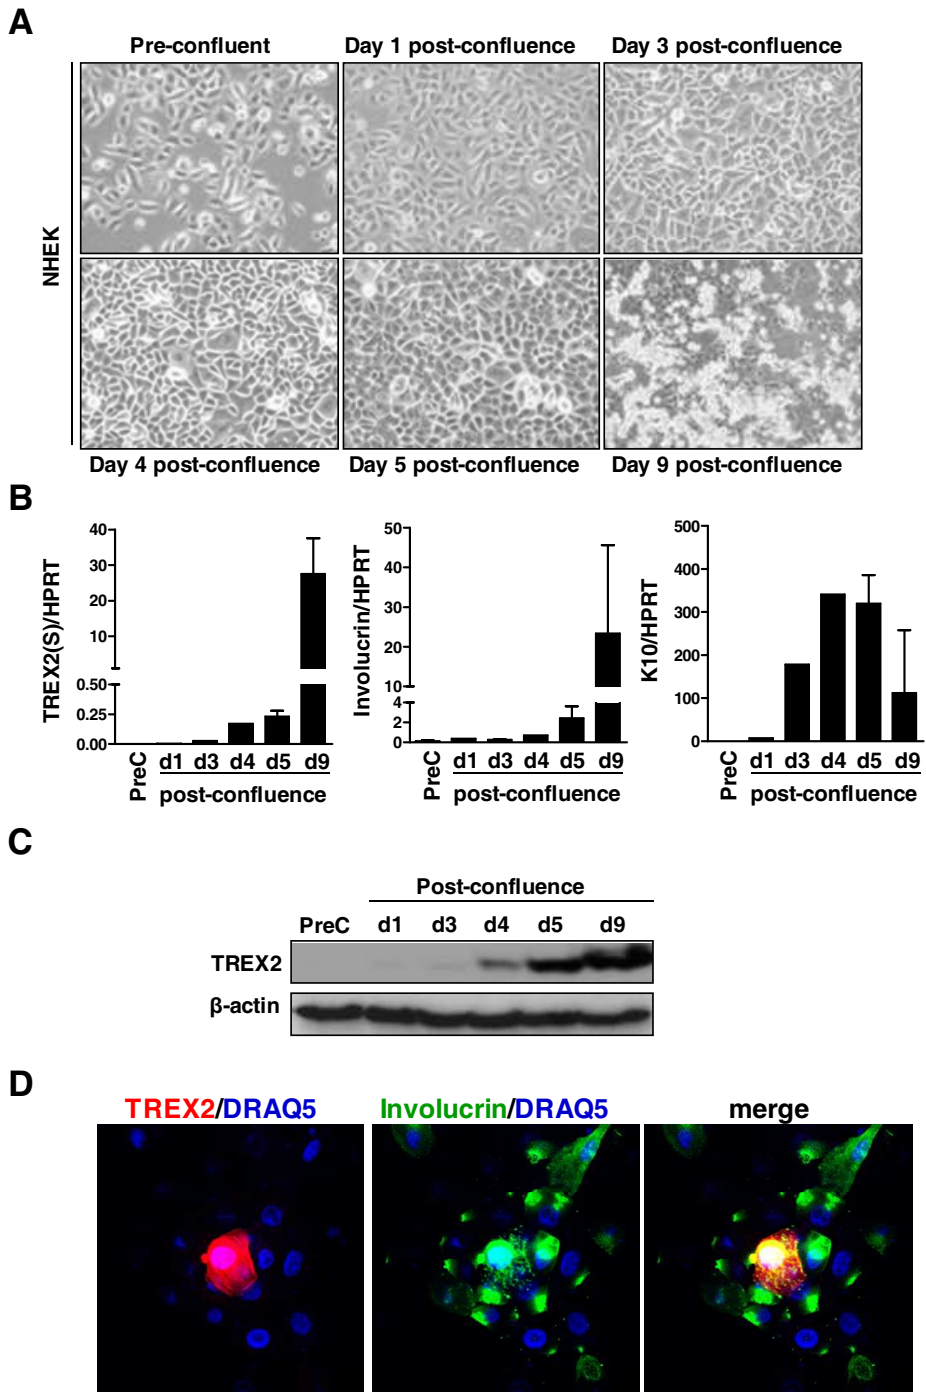 A
Pre-confluent Day 1 post-confluence Day 3 post-confluence
NHEK
Day 4 post-confluence Day 5 post-confluence Day 9 post-confluence
B
TREX2(S)/HPRT
40
30
20
10
0.50
0.25
0.00
PreC d1 d3 d4 d5 d9
post-confluence
Involucrin/HPRT
50
40
30
20
10
4
2
0
PreC d1 d3 d4 d5 d9
post-confluence
K10/HPRT
500
400
300
200
100
0
PreC d1 d3 d4 d5 d9
post-confluence
C
Post-confluence
PreC d1 d3 d4 d5 d9
TREX2
β-actin
D
TREX2/DRAQ5 Involucrin/DRAQ5 merge